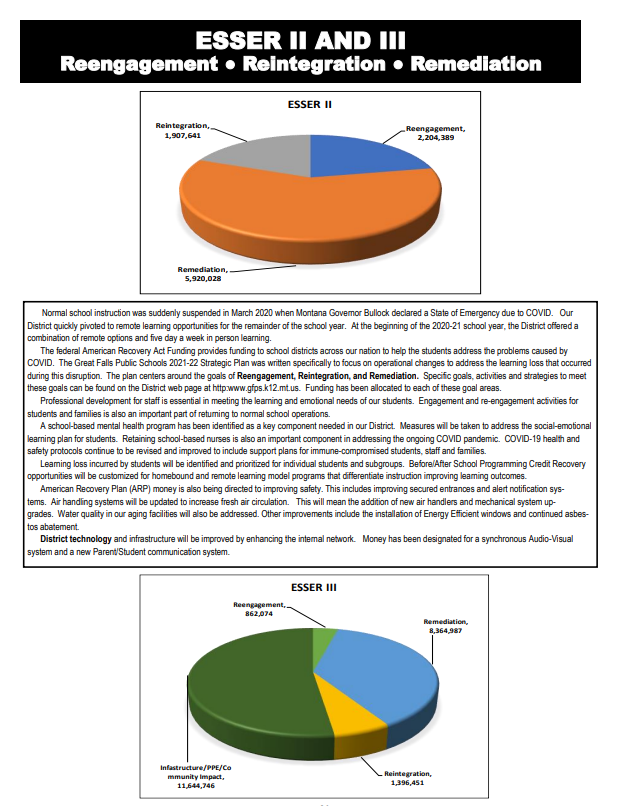 ESSER II AND III
Reengagement ● Reintegration ● Remediation
ESSER II
Reintegration,
1,907,641
Reengagement,
2,204,389
Remediation,
5,920,028
Normal school instruction was suddenly suspended in March 2020 when Montana Governor Bullock declared a State of Emergency due to COVID. Our
District quickly pivoted to remote learning opportunities for the remainder of the school year. At the beginning of the 2020-21 school year, the District offered a
combination of remote options and five day a week in person learning.
The federal American Recovery Act Funding provides funding to school districts across our nation to help the students address the problems caused by
COVID. The Great Falls Public Schools 2021-22 Strategic Plan was written specifically to focus on operational changes to address the learning loss that occurred
during this disruption. The plan centers around the goals of Reengagement, Reintegration, and Remediation. Specific goals, activities and strategies to meet
these goals can be found on the District web page at http:www.gfps.k12.mt.us. Funding has been allocated to each of these goal areas.
Professional development for staff is essential in meeting the learning and emotional needs of our students. Engagement and re-engagement activities for
students and families is also an important part of returning to normal school operations.
A school-based mental health program has been identified as a key component needed in our District. Measures will be taken to address the social-emotional
learning plan for students. Retaining school-based nurses is also an important component in addressing the ongoing COVID pandemic. COVID-19 health and
safety protocols continue to be revised and improved to include support plans for immune-compromised students, staff and families.
Learning loss incurred by students will be identified and prioritized for individual students and subgroups. Before/After School Programming Credit Recovery
opportunities will be customized for homebound and remote learning model programs that differentiate instruction improving learning outcomes.
American Recovery Plan (ARP) money is also being directed to improving safety. This includes improving secured entrances and alert notification sys-
tems. Air handling systems will be updated to increase fresh air circulation. This will mean the addition of new air handlers and mechanical system up-
grades. Water quality in our aging facilities will also be addressed. Other improvements include the installation of Energy Efficient windows and continued asbes-
tos abatement.
District technology and infrastructure will be improved by enhancing the internal network. Money has been designated for a synchronous Audio-Visual
system and a new Parent/Student communication system.
ESSER III
Reengagement,
862,074
Remediation,
8,364,987
Infastructure/PPE/Co
mmunity Impact,
11,644,746
Reintegration,
1,396,451